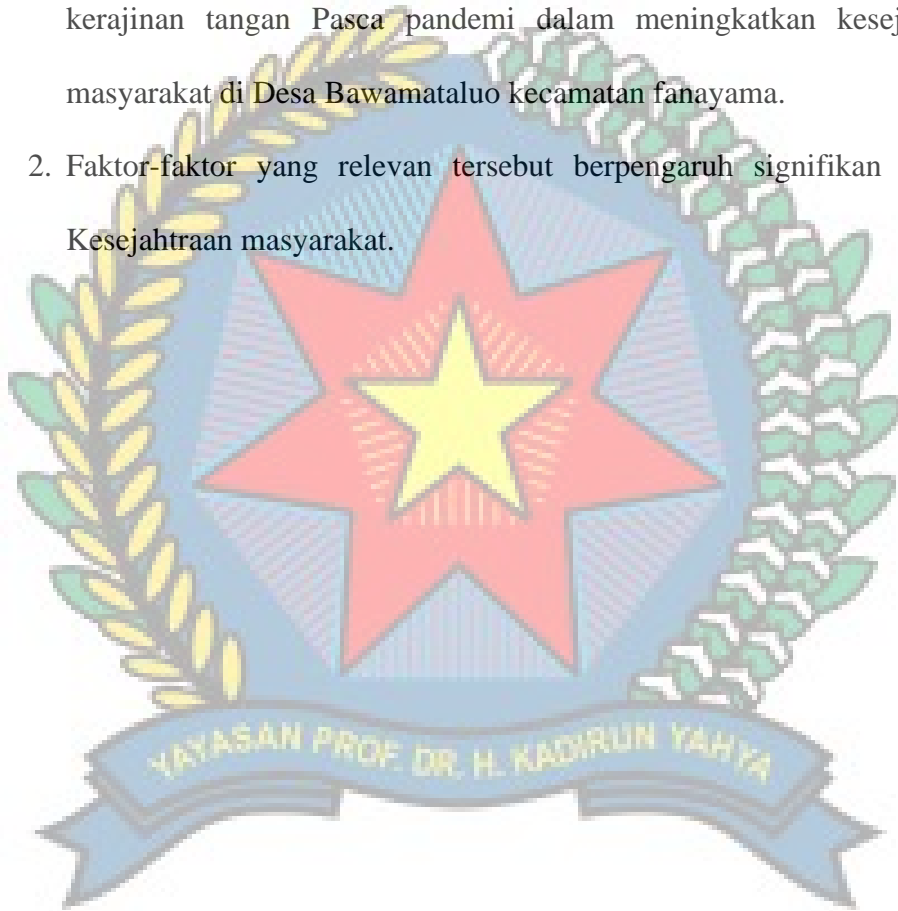 kerajinan tangan Pasca pandemi dalam meningkatkan kesej
masyarakat di Desa Bawamataluo kecamatan fanayama.
2. Faktor-faktor yang relevan tersebut berpengaruh signifikan
Kesejahtraan masyarakat.
YAYASAN PROF. DR. H. KADIRUN YAHYA